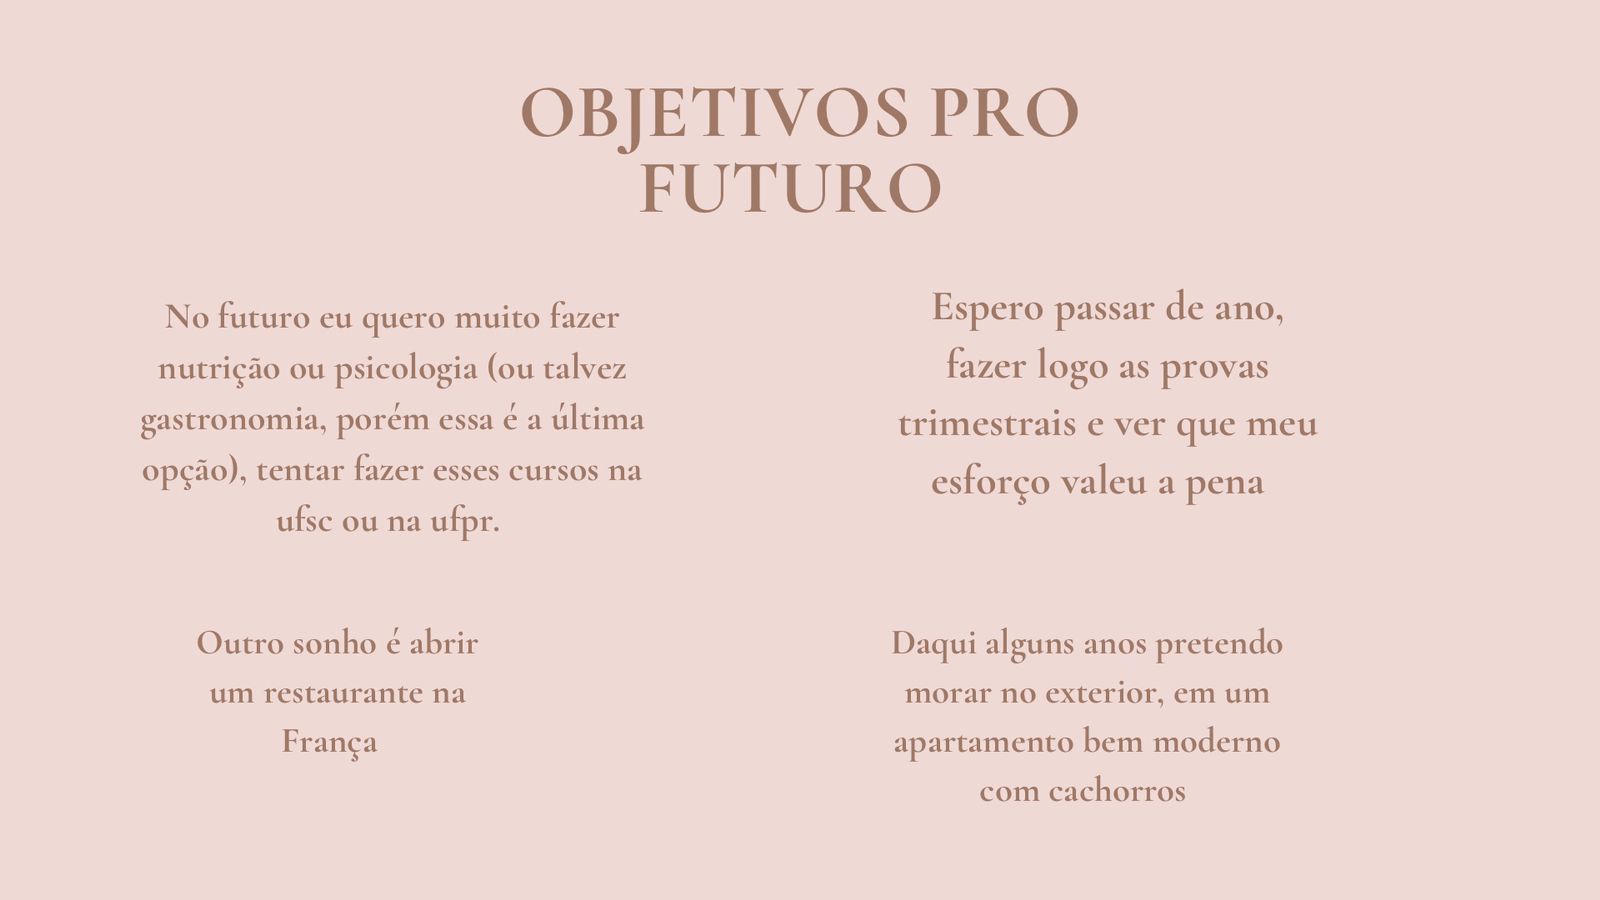 OBJETIVOS PRO
FUTURO
No futuro eu quero muito fazer
nutrição ou psicologia (ou talvez
gastronomia, porém essa é a última
opção), tentar fazer esses cursos na
ufsc ou na ufpr.
Espero passar de ano,
fazer logo as provas
trimestrais e ver que meu
esforço valeu a pena
Outro sonho é abrir
um restaurante na
França
Daqui alguns anos pretendo
morar no exterior, em um
apartamento bem moderno
com cachorros